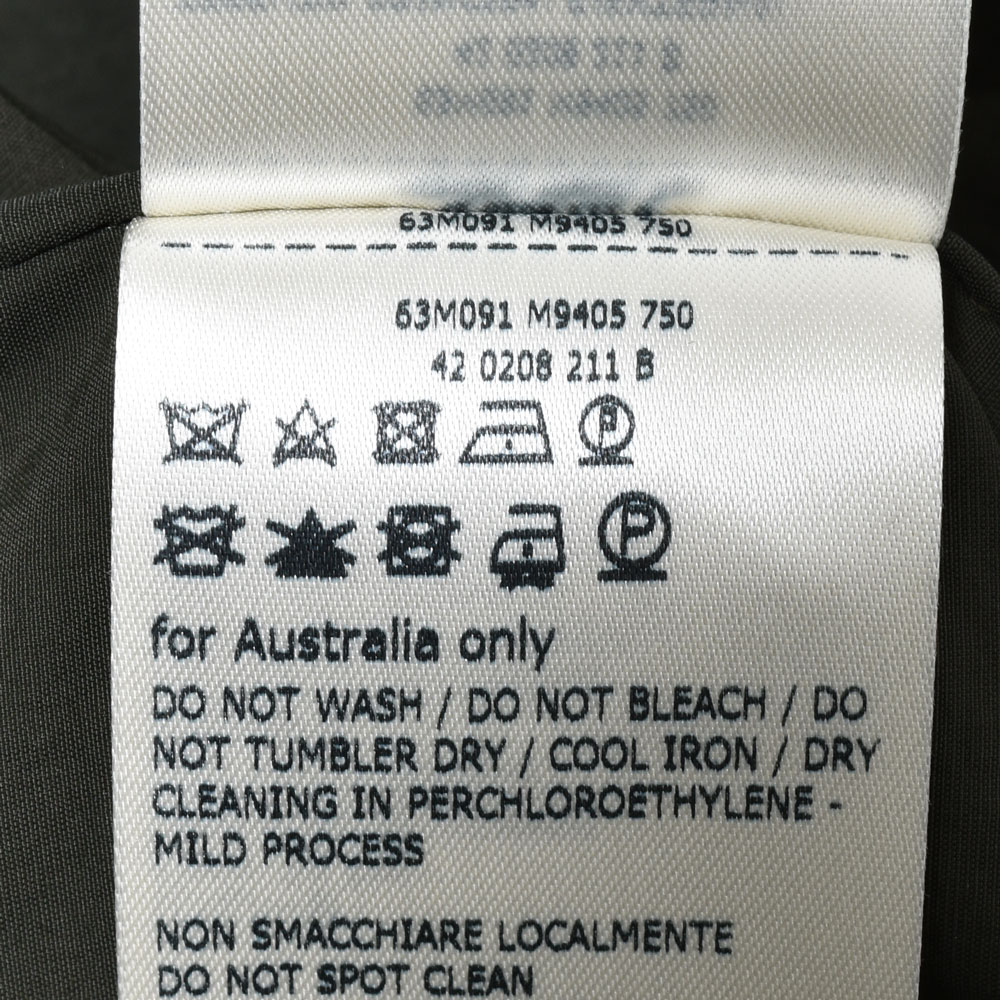 63M091 M9405 750
63M091 M9405 750
42 0208 211 B
for Australia only
DO NOT WASH / DO NOT BLEACH / DO
NOT TUMBLER DRY / COOL IRON / DRY
CLEANING IN PERCHLOROETHYLENE -
MILD PROCESS
NON SMACCHIARE LOCALMENTE
DO NOT SPOT CLEAN